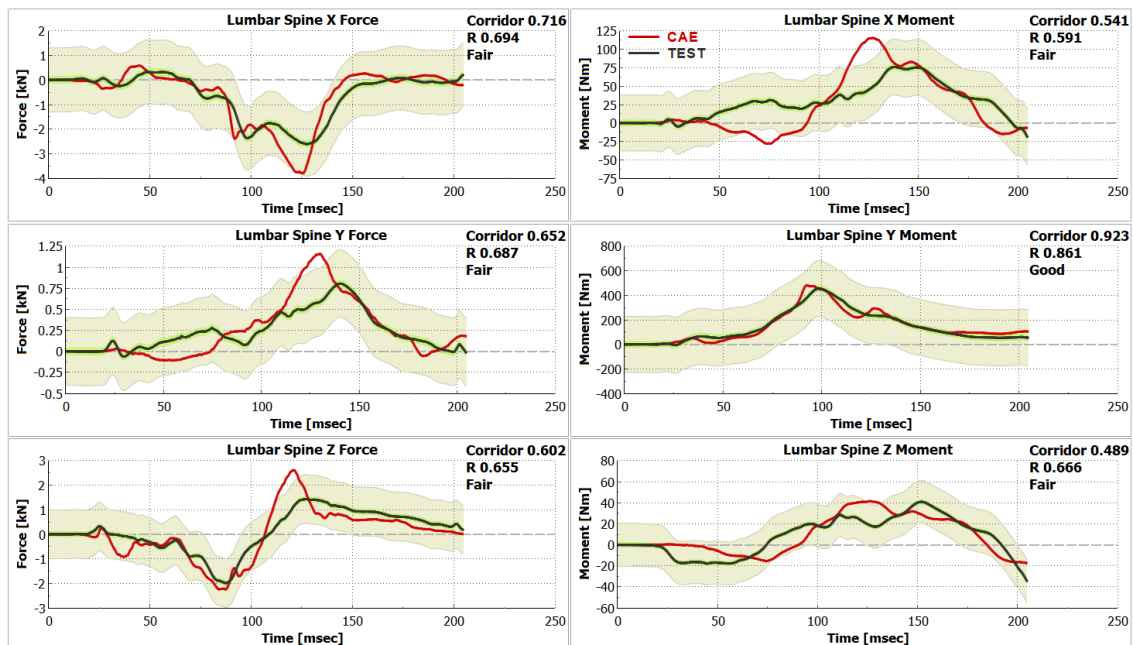 Lumbar Spine X Force
Corridor 0.716
R 0.694
Fair
Force [kN]
2
1
0
-1
-2
-3
-4
0
50
100
150
200
250
Time [msec]
Lumbar Spine X Moment
Corridor 0.541
R 0.591
Fair
CAE
TEST
Moment [Nm]
125
100
75
50
25
0
-25
-50
-75
0
50
100
150
200
250
Time [msec]
Lumbar Spine Y Force
Corridor 0.652
R 0.687
Fair
Force [kN]
1.25
1
0.75
0.5
0.25
0
-0.25
-0.5
0
50
100
150
200
250
Time [msec]
Lumbar Spine Y Moment
Corridor 0.923
R 0.861
Good
Moment [Nm]
800
600
400
200
0
-200
-400
0
50
100
150
200
250
Time [msec]
Lumbar Spine Z Force
Corridor 0.602
R 0.655
Fair
Force [kN]
3
2
1
0
-1
-2
-3
0
50
100
150
200
250
Time [msec]
Lumbar Spine Z Moment
Corridor 0.489
R 0.666
Fair
Moment [Nm]
80
60
40
20
0
-20
-40
-60
0
50
100
150
200
250
Time [msec]